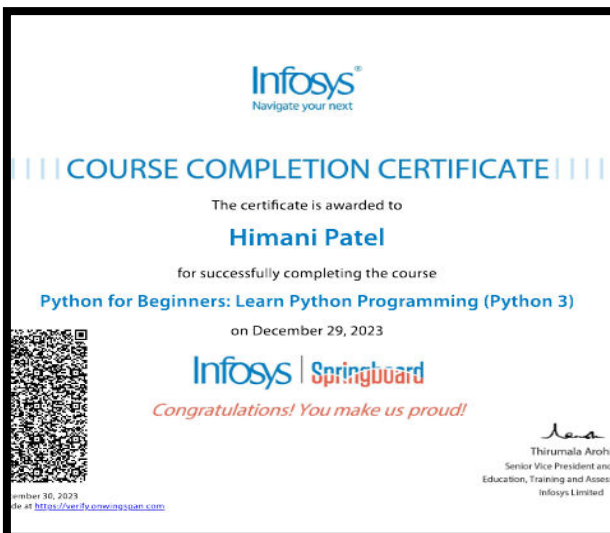 Infosys®
Navigate your next
COURSE COMPLETION CERTIFICATE
The certificate is awarded to
Himani Patel
for successfully completing the course
Python for Beginners: Learn Python Programming (Python 3)
on December 29, 2023
Infosys | Springboard
Congratulations! You make us proud!
Thirumala Aroh
Senior Vice President and
Education, Training and Asses
Infosys Limited
ember 30, 2023
de at https://verify.onwingspan.com